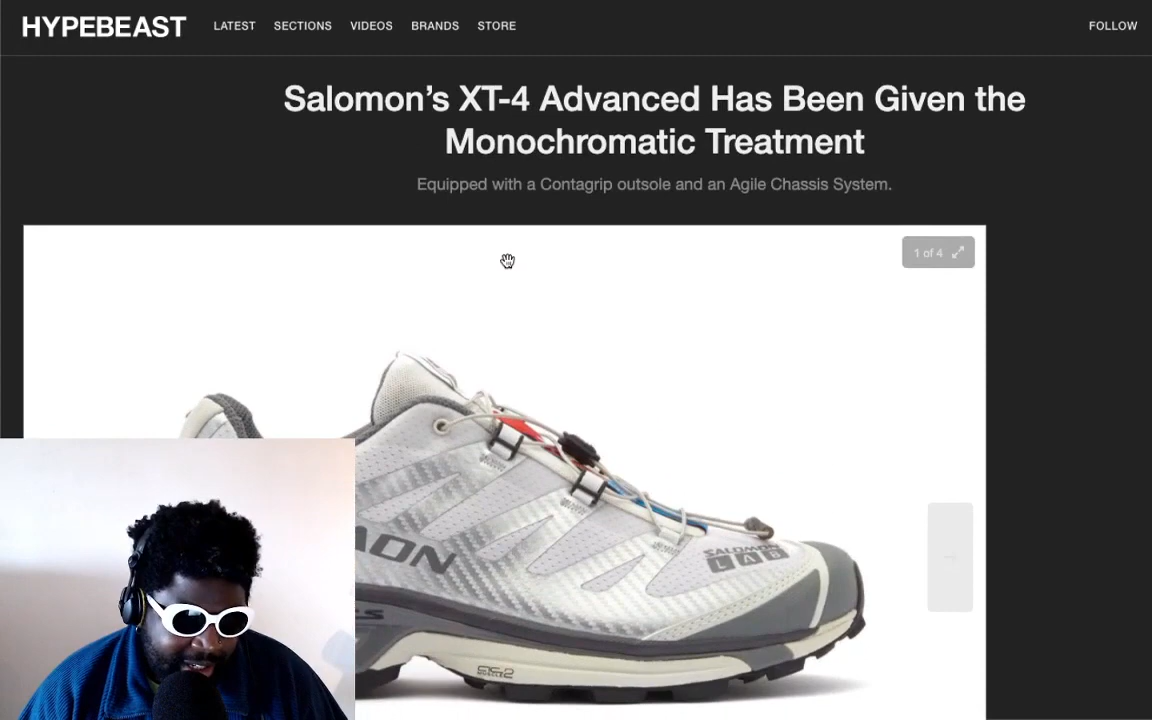 HYPEBEAST
LATEST SECTIONS VIDEOS BRANDS STORE
FOLLOW
Salomon's XT-4 Advanced Has Been Given the
Monochromatic Treatment
Equipped with a Contagrip outsole and an Agile Chassis System.
1 of 4
AON
SALOMON
LAB